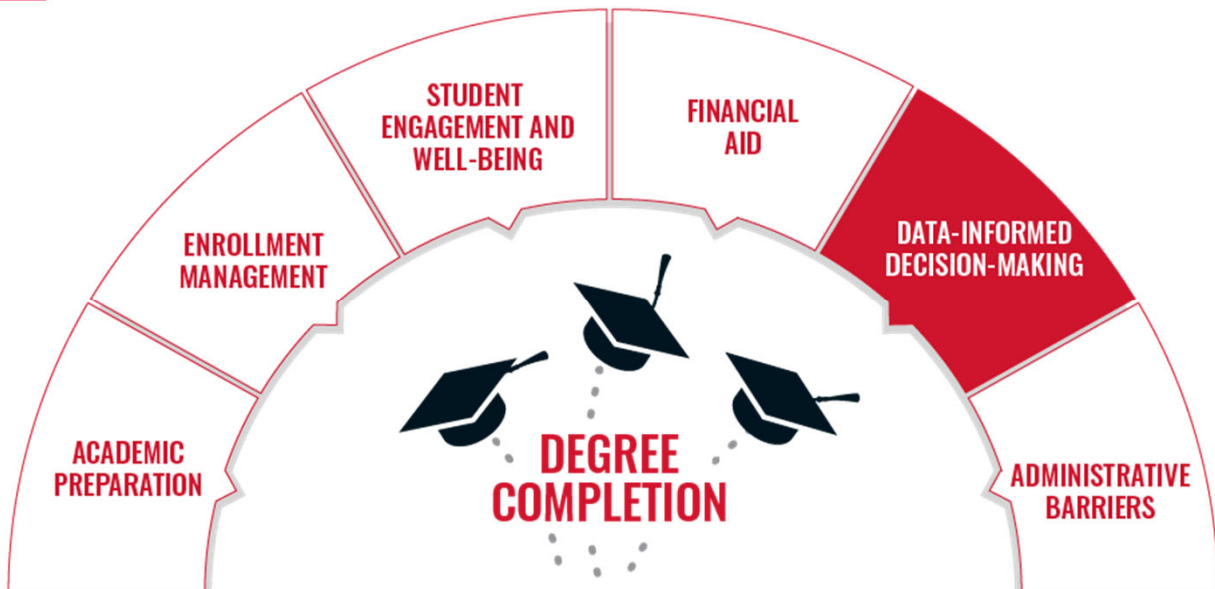 ACADEMIC
PREPARATION
ENROLLMENT
MANAGEMENT
STUDENT
ENGAGEMENT AND
WELL-BEING
FINANCIAL
AID
DATA-INFORMED
DECISION-MAKING
ADMINISTRATIVE
BARRIERS
DEGREE
COMPLETION